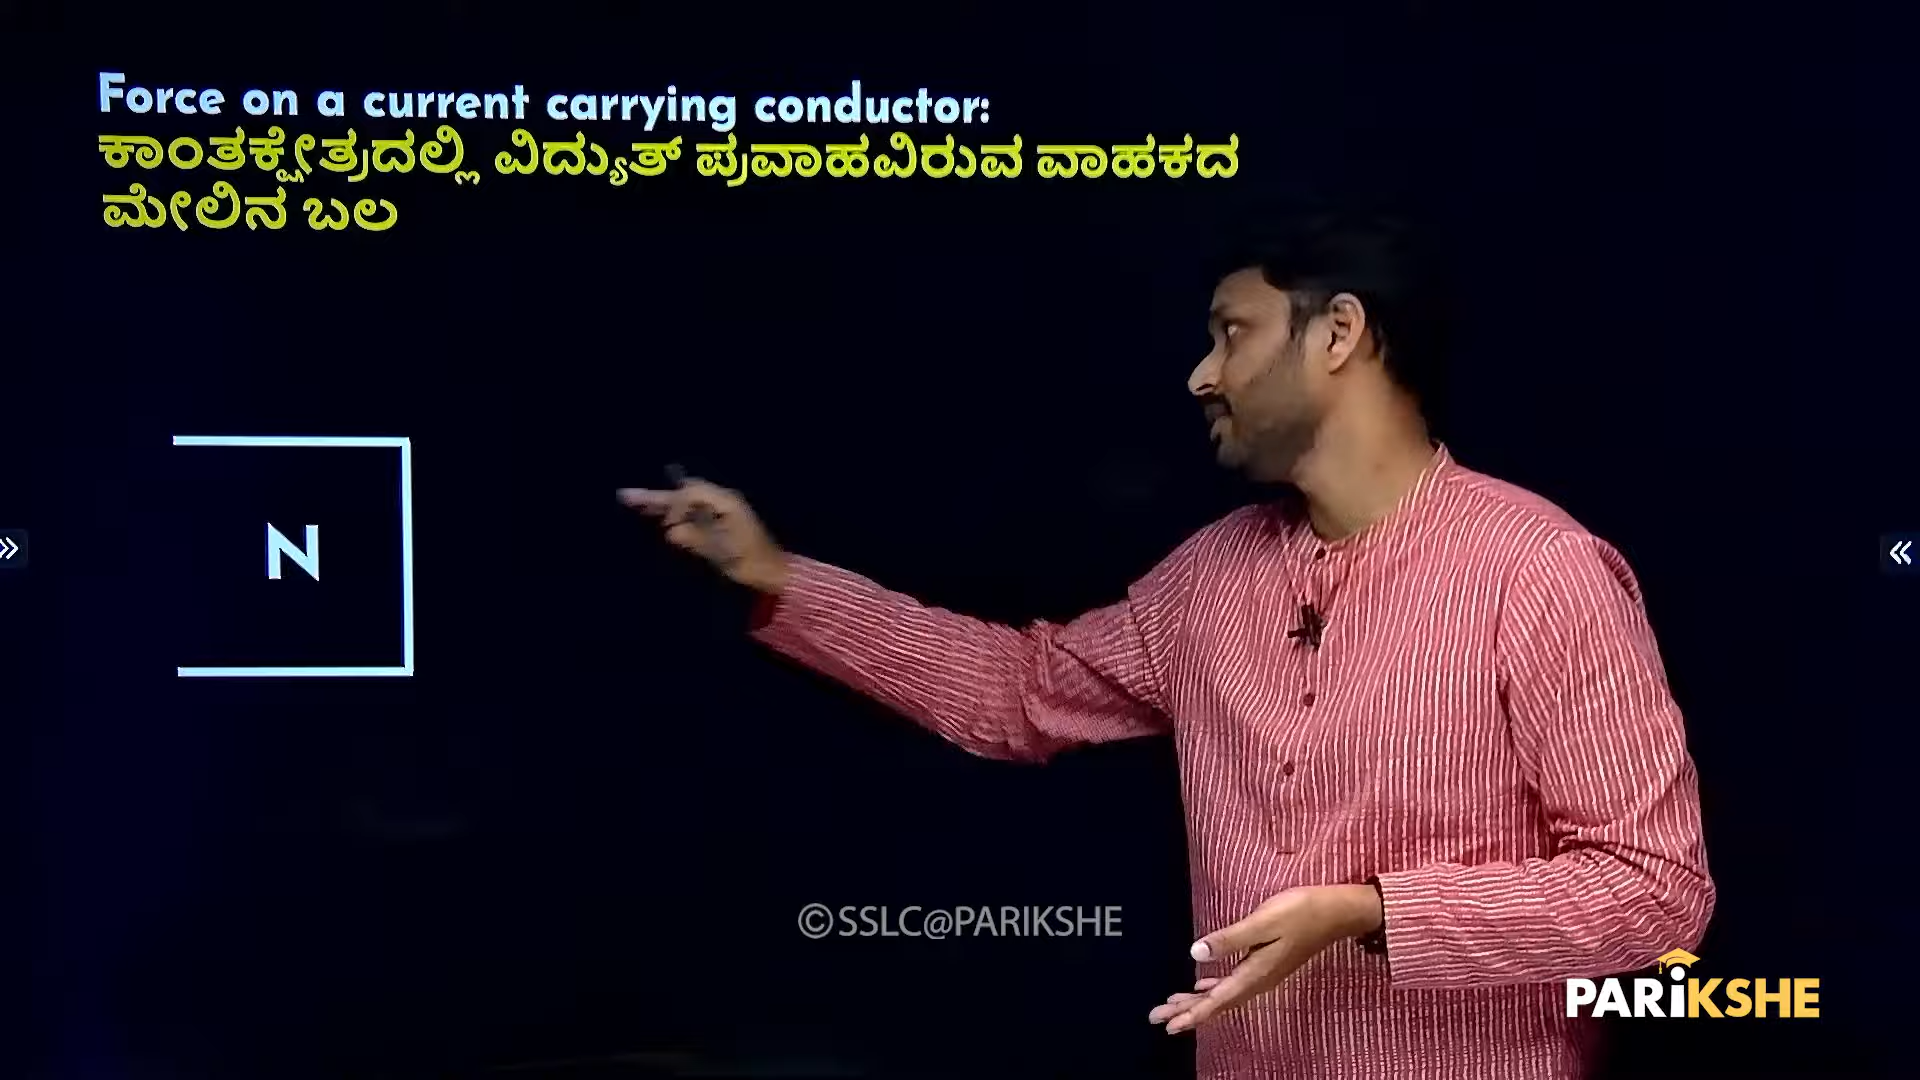 Force on a current carrying conductor:
ಕಾಂತಕ್ಷೇತ್ರದಲ್ಲಿ ವಿದ್ಯುತ್ ಪ್ರವಾಹವಿರುವ ವಾಹಕದ
ಮೇಲಿನ ಬಲ
N
©SSLC@PARIKSHE
PARIKSHE